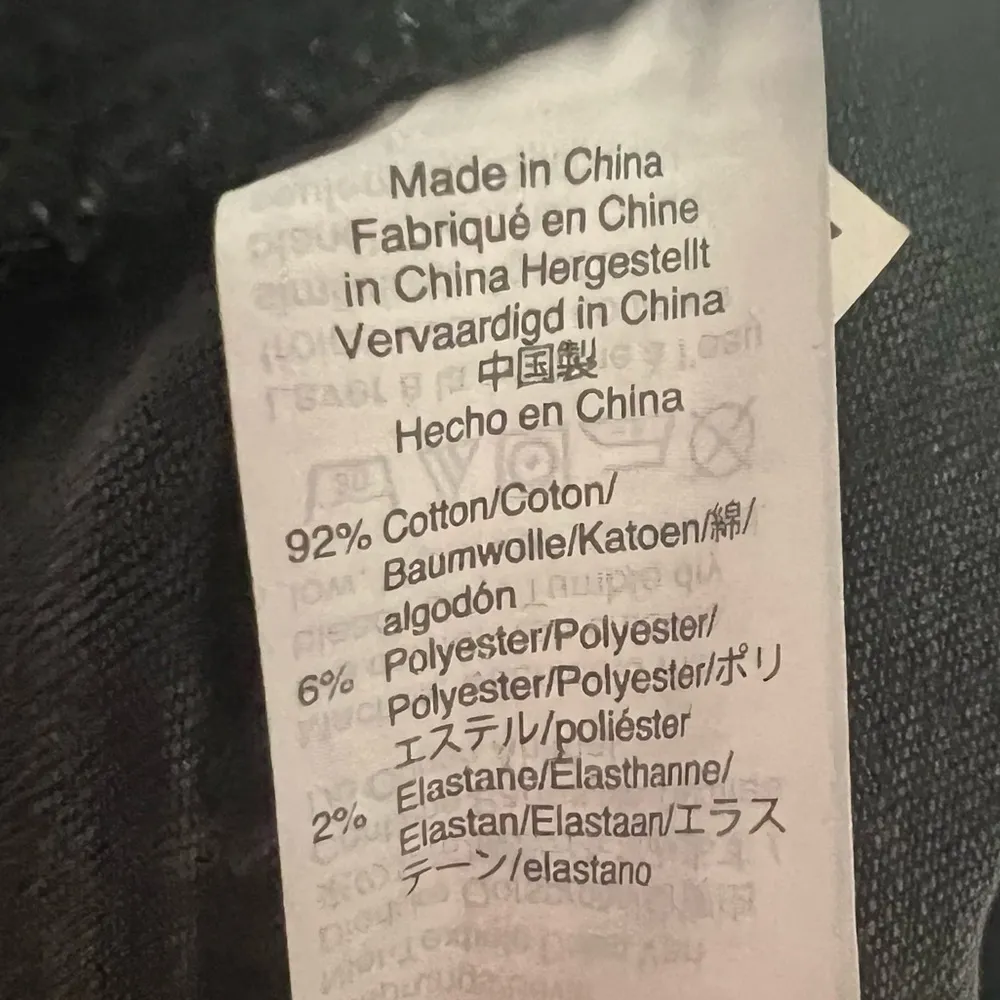 Made in China
Fabriqué en Chine
in China Hergestellt
Vervaardigd in China
中国製
Hecho en China
92% Cotton/Coton/
Baumwolle/Katoen/綿/
algodón
6% Polyester/Polyester/
Polyester/Polyester/ポリ
エステル/poliéster
2% Elastane/Élasthanne/
Elastan/Elastaan/エラス
テーン/elastano